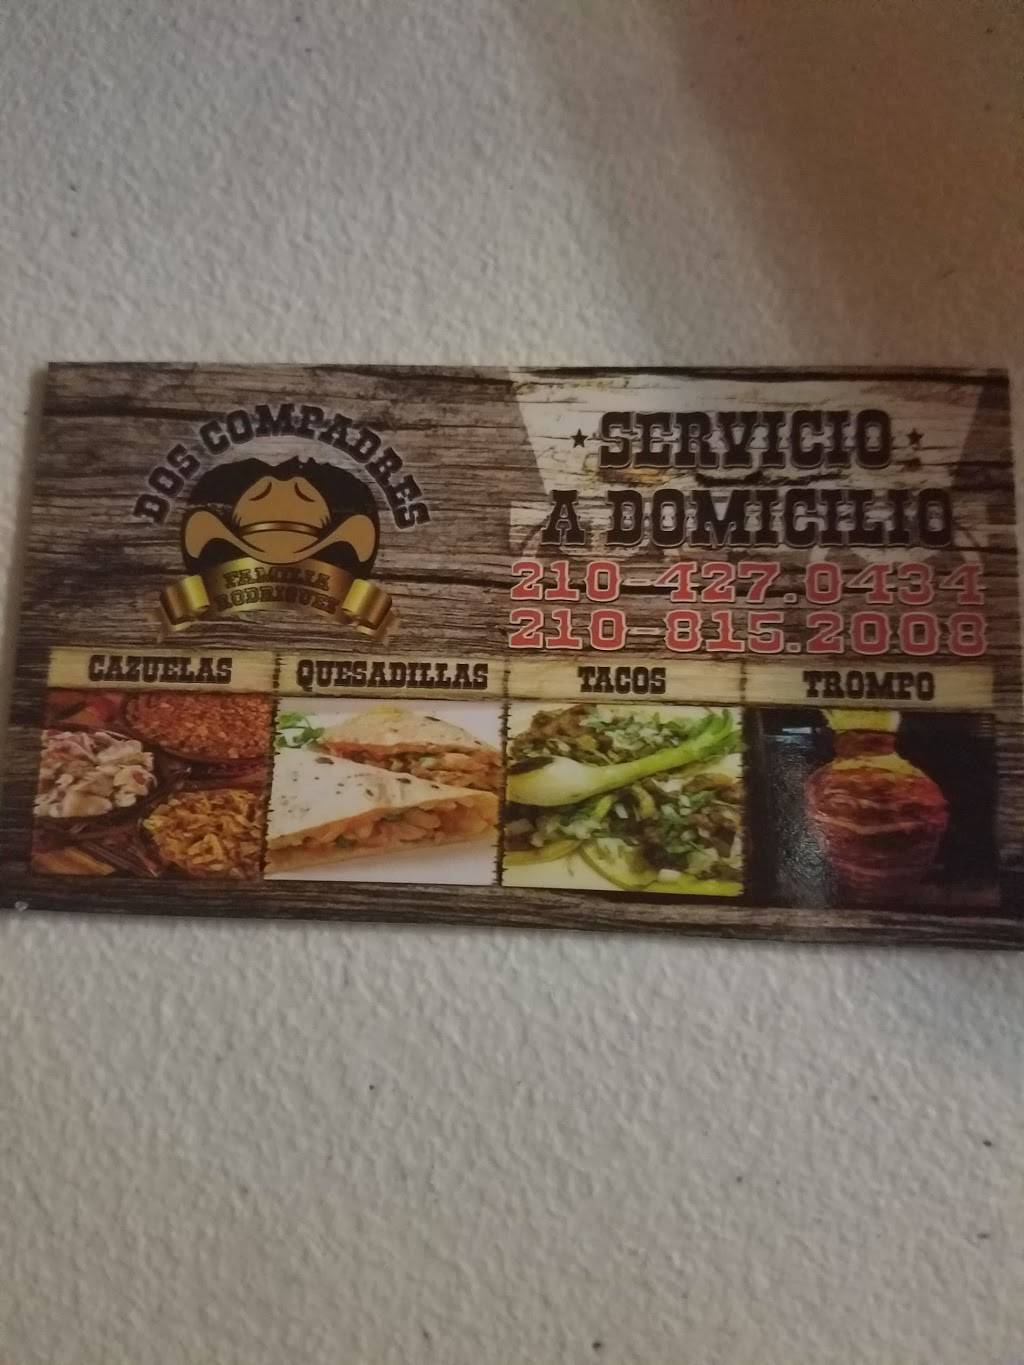 DOS COMPADRES
FAMILIA
RODRIGUEZ
SERVICIO
A DOMICILIO
210-427.0434
210-815.2008
CAZUELAS
QUESADILLAS
TACOS
TROMPO